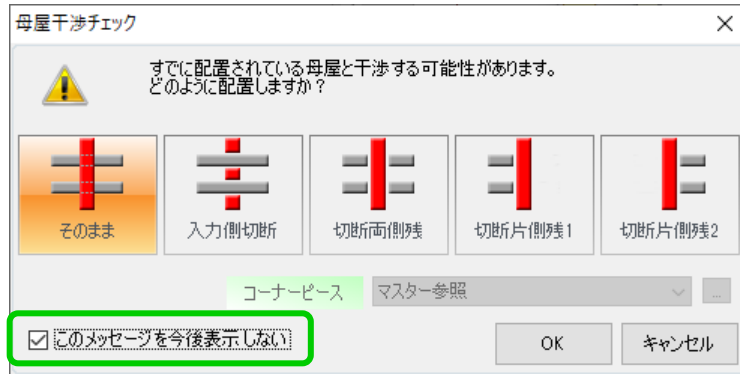 母屋干渉チェック
すでに配置されている母屋と干渉する可能性があります。
どのように配置しますか？
そのまま
入力側切断
切断両側残
切断片側残1
切断片側残2
コーナーピース
マスター参照
...
このメッセージを今後表示しない
OK
キャンセル